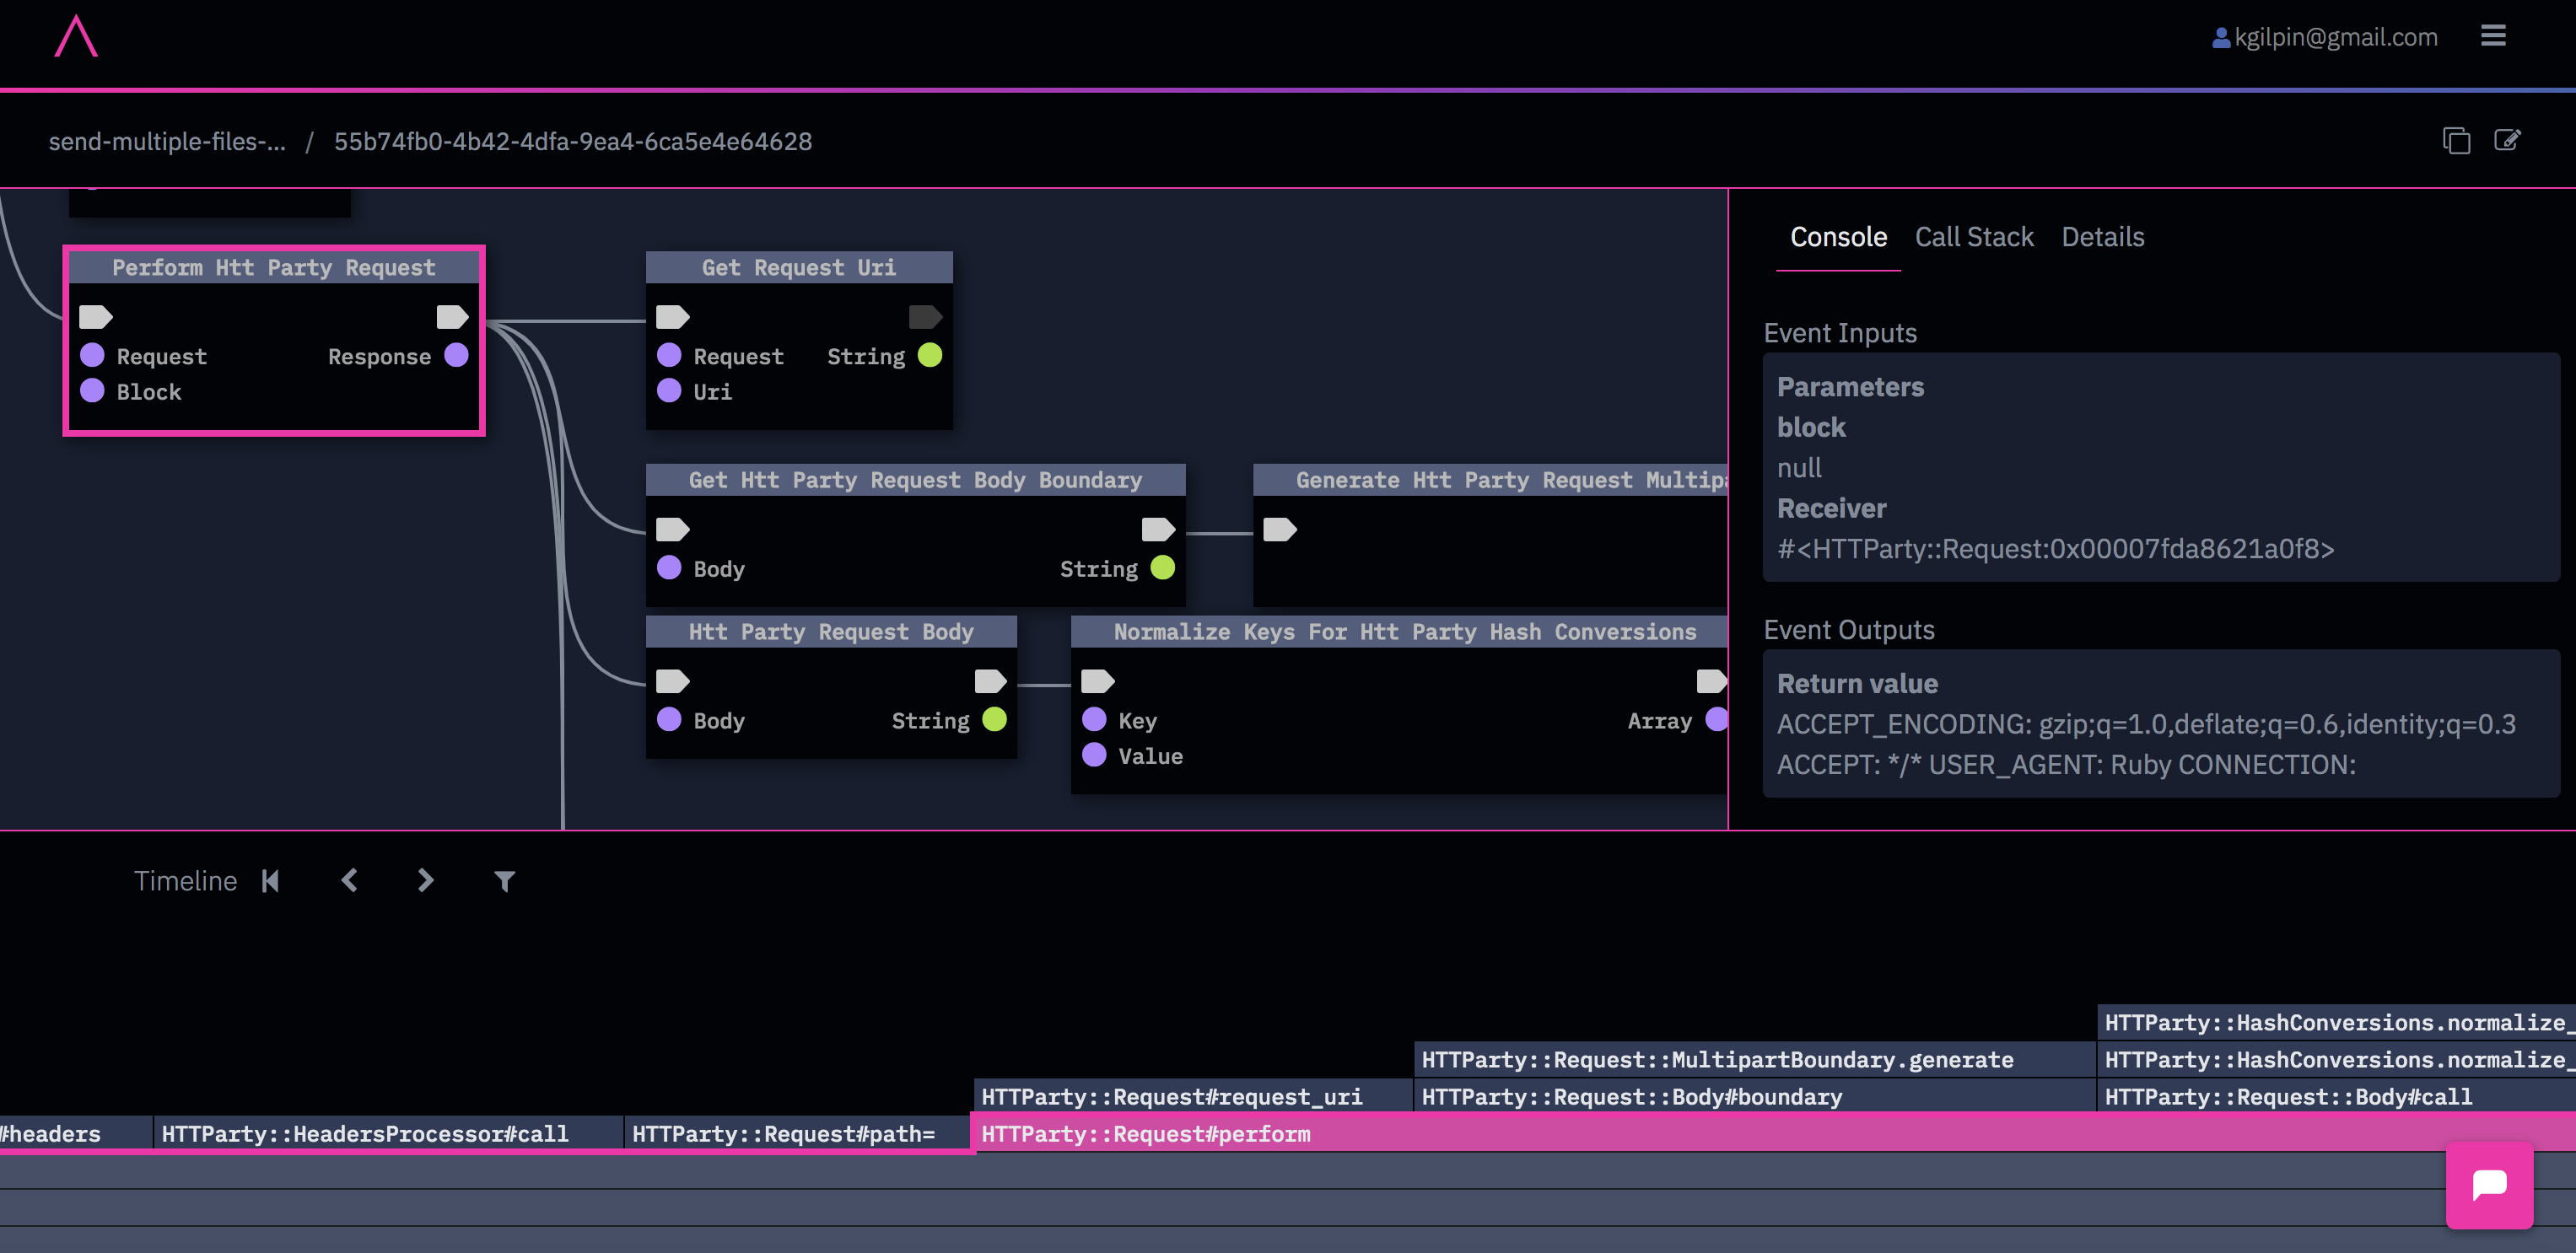 kgilpin@gmail.com
send-multiple-files-... / 55b74fb0-4b42-4dfa-9ea4-6ca5e4e64628
Perform Htt Party Request
Request
Response
Block
Get Request Uri
Request
String
Uri
Get Htt Party Request Body Boundary
Body
String
Generate Htt Party Request Multipa
Htt Party Request Body
Body
String
Normalize Keys For Htt Party Hash Conversions
Key
Array
Value
Console Call Stack Details
Event Inputs
Parameters
block
null
Receiver
#<HTTParty::Request:0x00007fda8621a0f8>
Event Outputs
Return value
ACCEPT_ENCODING: gzip;q=1.0,deflate;q=0.6,identity;q=0.3
ACCEPT: */* USER_AGENT: Ruby CONNECTION:
Timeline
HTTParty::HashConversions.normalize_
HTTParty::Request::MultipartBoundary.generate
HTTParty::HashConversions.normalize_
HTTParty::Request#request_uri
HTTParty::Request::Body#boundary
HTTParty::Request::Body#call
#headers
HTTParty::HeadersProcessor#call
HTTParty::Request#path=
HTTParty::Request#perform